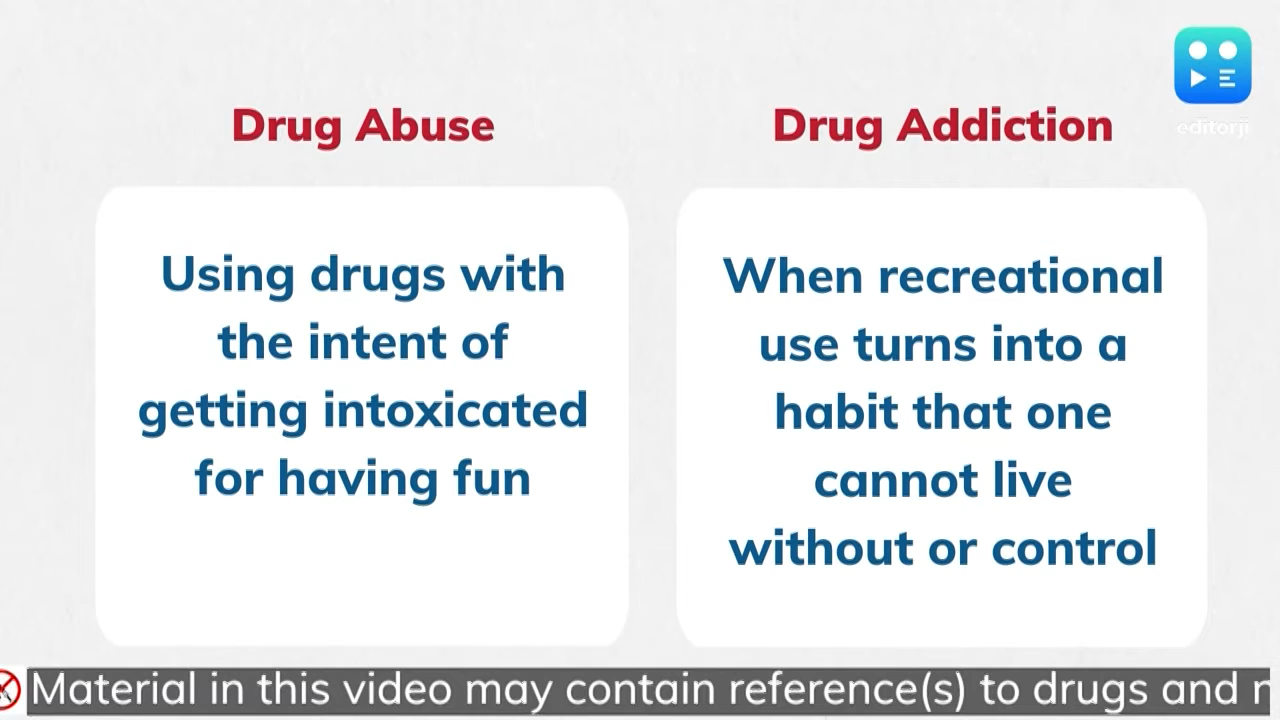 editorji
Drug Abuse
Drug Addiction
Using drugs with
the intent of
getting intoxicated
for having fun
When recreational
use turns into a
habit that one
cannot live
without or control
Material in this video may contain reference(s) to drugs and